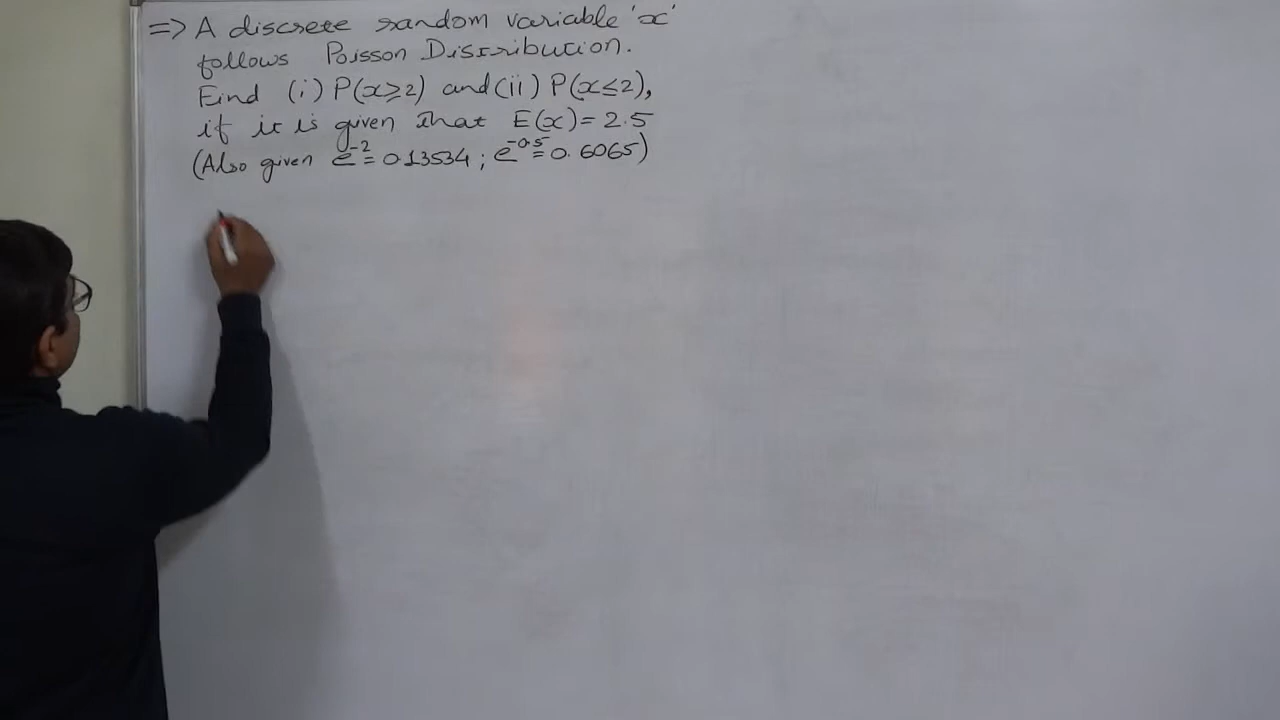 => A discrete random variable 'x'
follows Poisson Distribution.
Find (i) P(x≥2) and (ii) P(x≤2),
if it is given that E(x)=2.5
(Also given e⁻²=0.13534; e⁻⁰·⁵=0.6065)